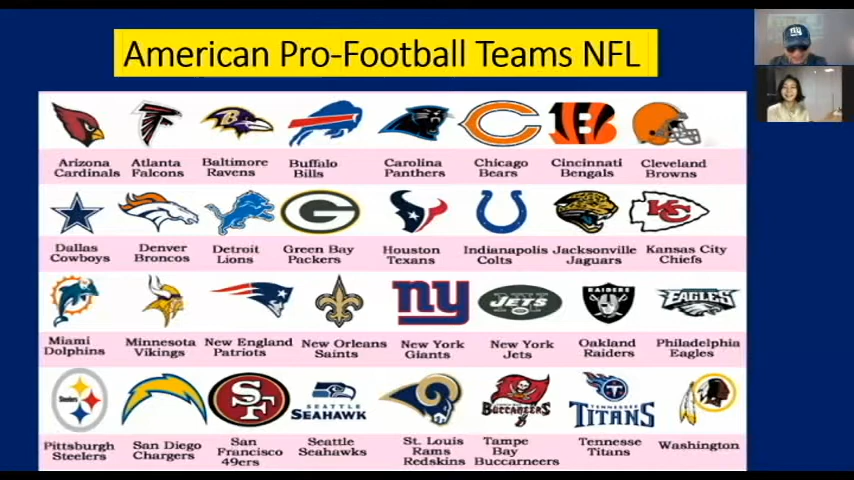 American Pro-Football Teams NFL
ny
Arizona Cardinals
Atlanta Falcons
Baltimore Ravens
Buffalo Bills
Carolina Panthers
Chicago Bears
Cincinnati Bengals
Cleveland Browns
G
KC
Dallas Cowboys
Denver Broncos
Detroit Lions
Green Bay Packers
Houston Texans
Indianapolis Colts
Jacksonville Jaguars
Kansas City Chiefs
ny
JETS
RAIDERS
EAGLES
Miami Dolphins
Minnesota Vikings
New England Patriots
New Orleans Saints
New York Giants
New York Jets
Oakland Raiders
Philadelphia Eagles
Steelers
SF
SEATTLE
SEAHAWK
BUCCANEERS
TENNESSEE
TITANS
Pittsburgh Steelers
San Diego Chargers
San Francisco 49ers
Seattle Seahawks
St. Louis Rams Redskins
Tampe Bay Buccarneers
Tennesse Titans
Washington